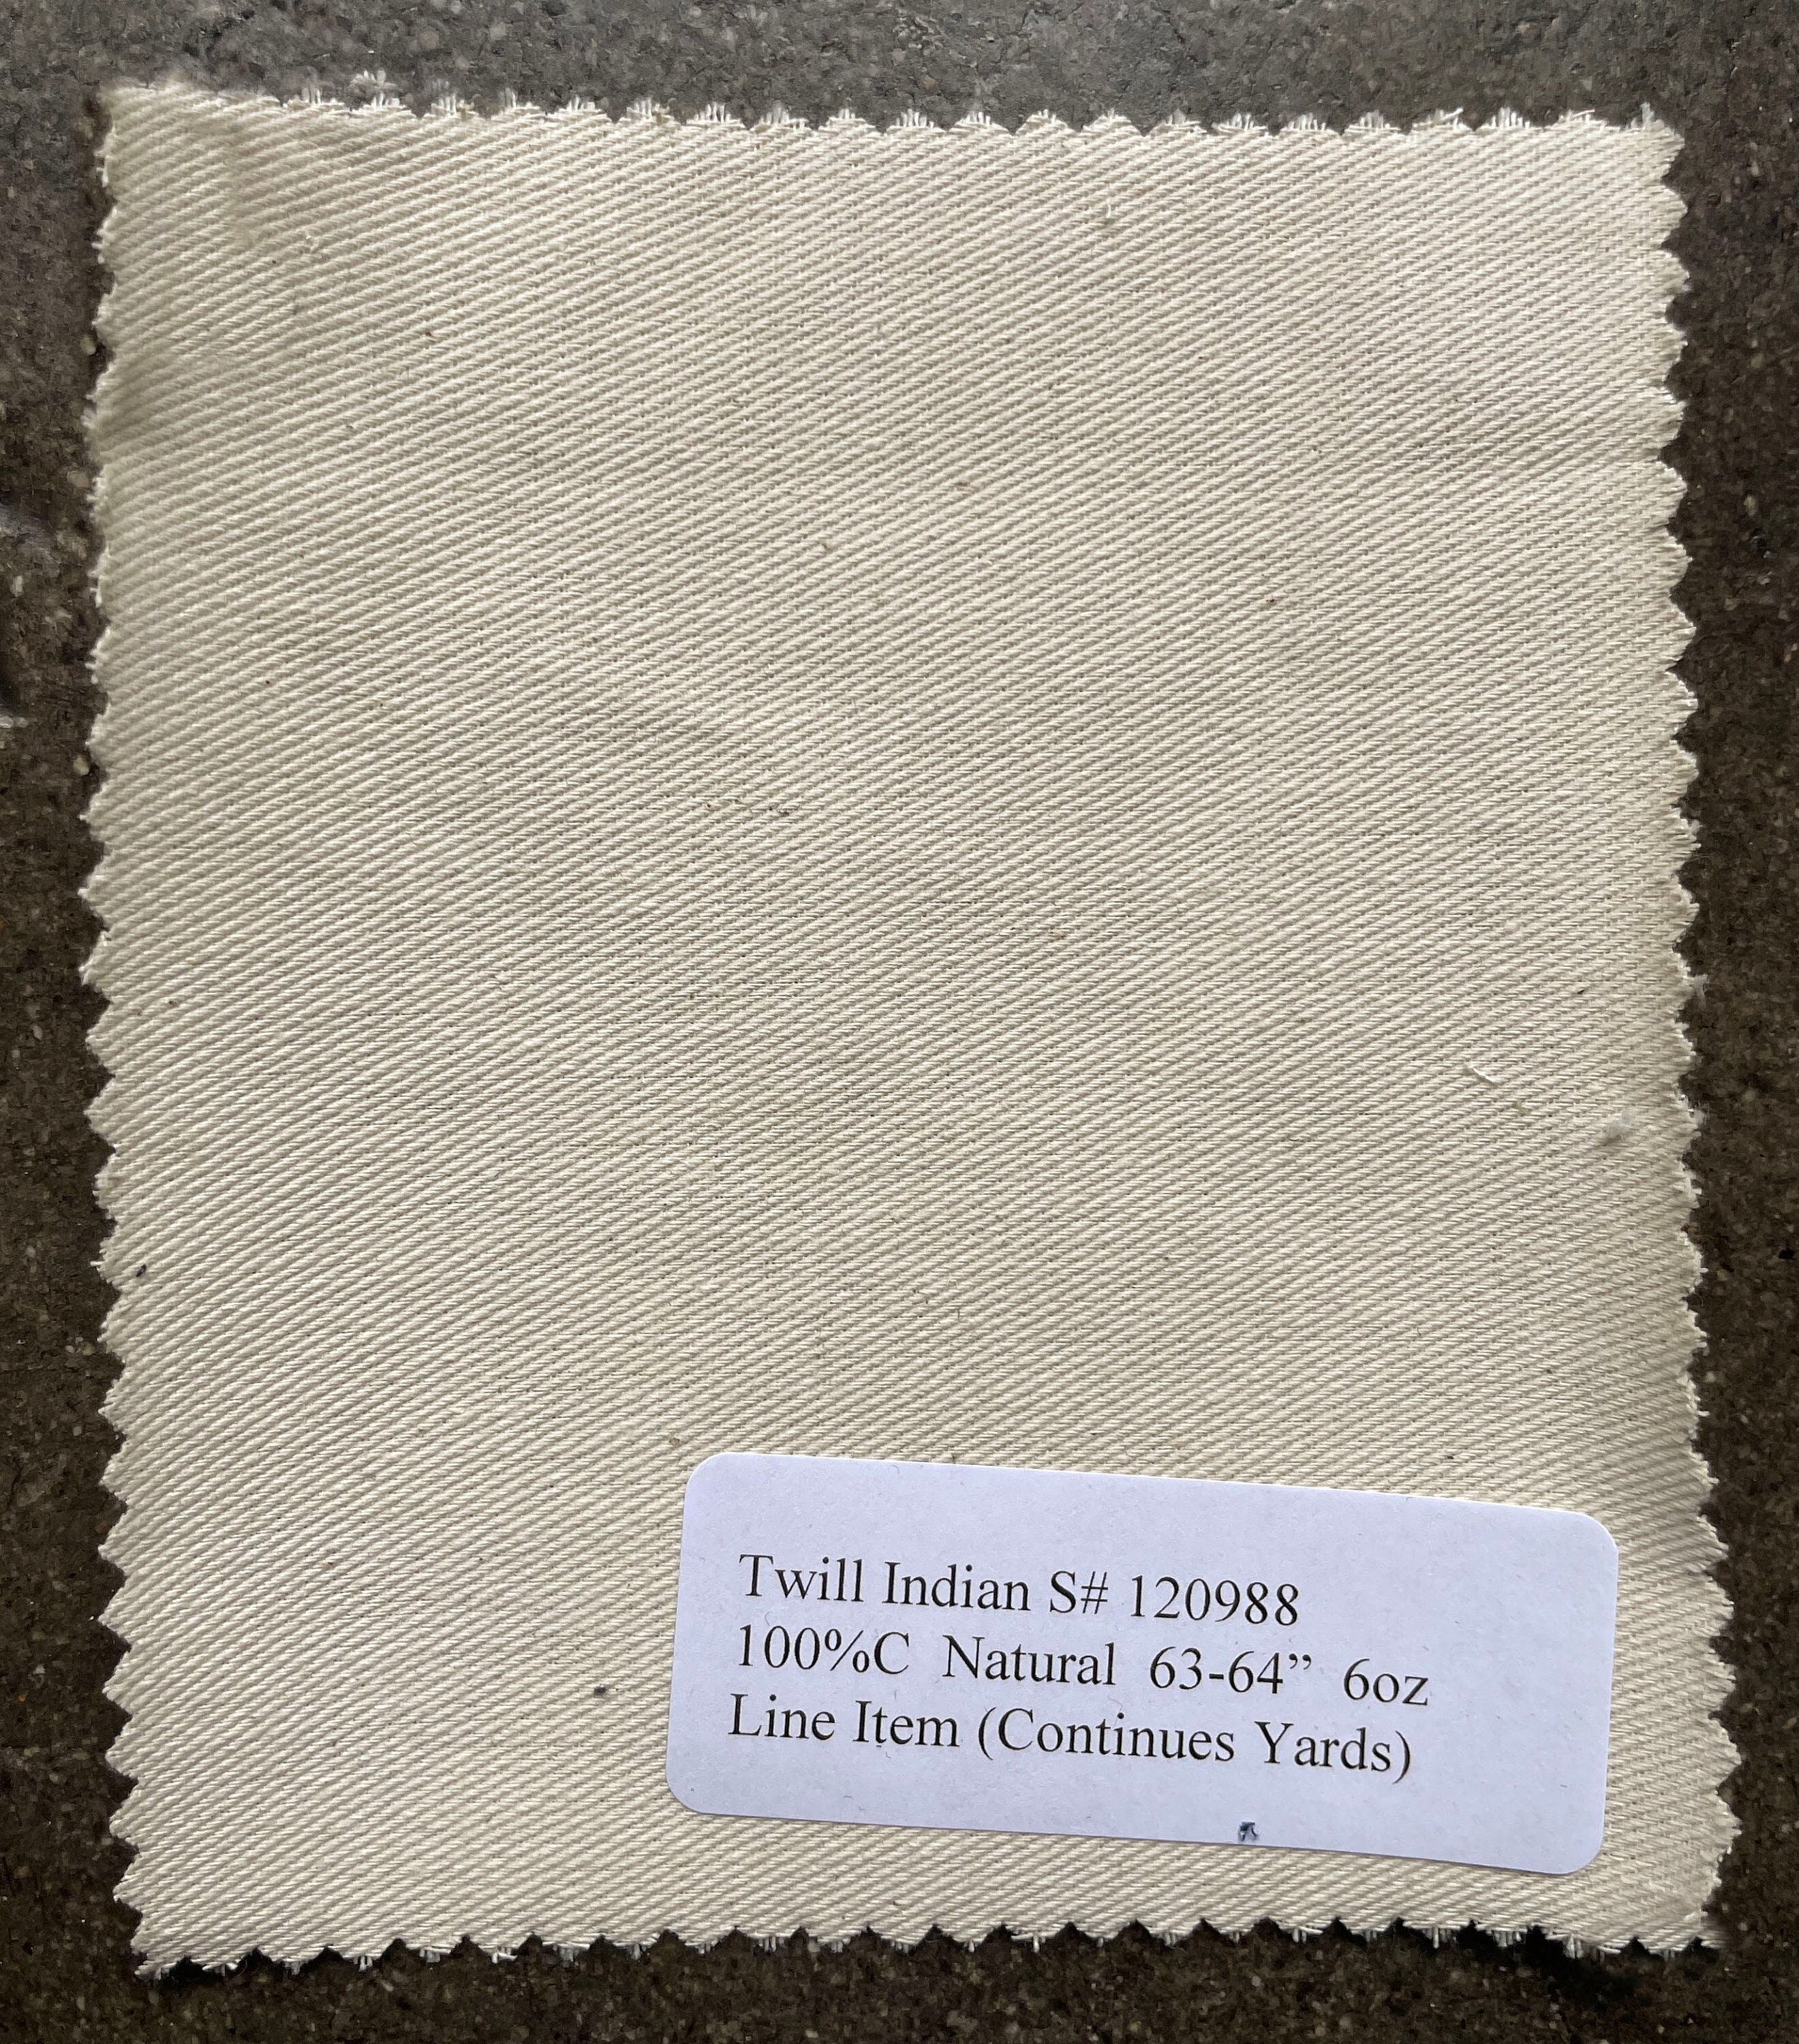 Twill Indian S# 120988
100%C Natural 63-64” 6oz
Line Item (Continues Yards)